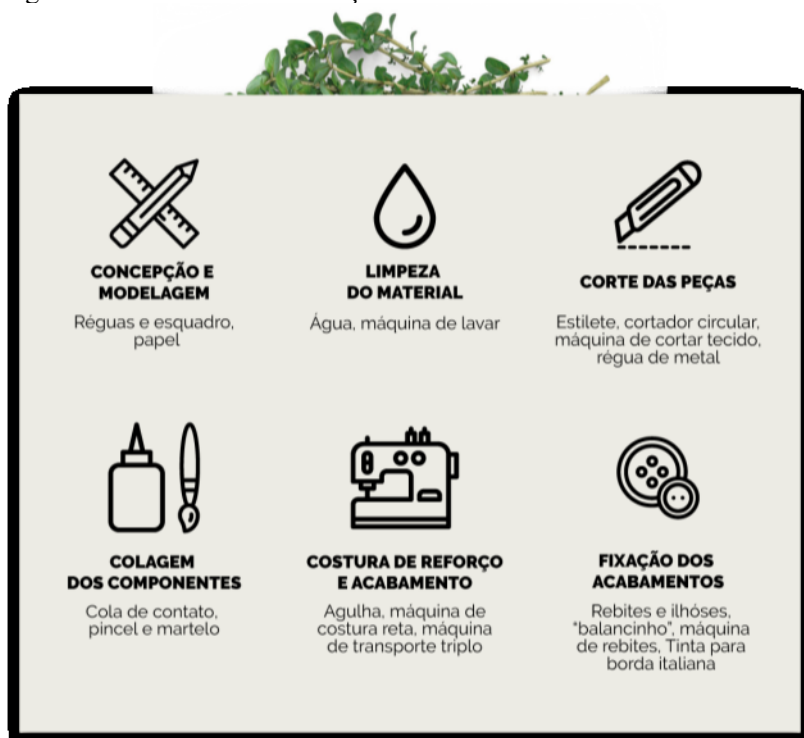 CONCEPÇÃO E
MODELAGEM
Réguas e esquadro,
papel
LIMPEZA
DO MATERIAL
Água, máquina de lavar
CORTE DAS PEÇAS
Estilete, cortador circular,
máquina de cortar tecido,
régua de metal
COLAGEM
DOS COMPONENTES
Cola de contato,
pincel e martelo
COSTURA DE REFORÇO
E ACABAMENTO
Agulha, máquina de
costura reta, máquina
de transporte triplo
FIXAÇÃO DOS
ACABAMENTOS
Rebites e ilhóses,
"balancinho", máquina
de rebites, Tinta para
borda italiana